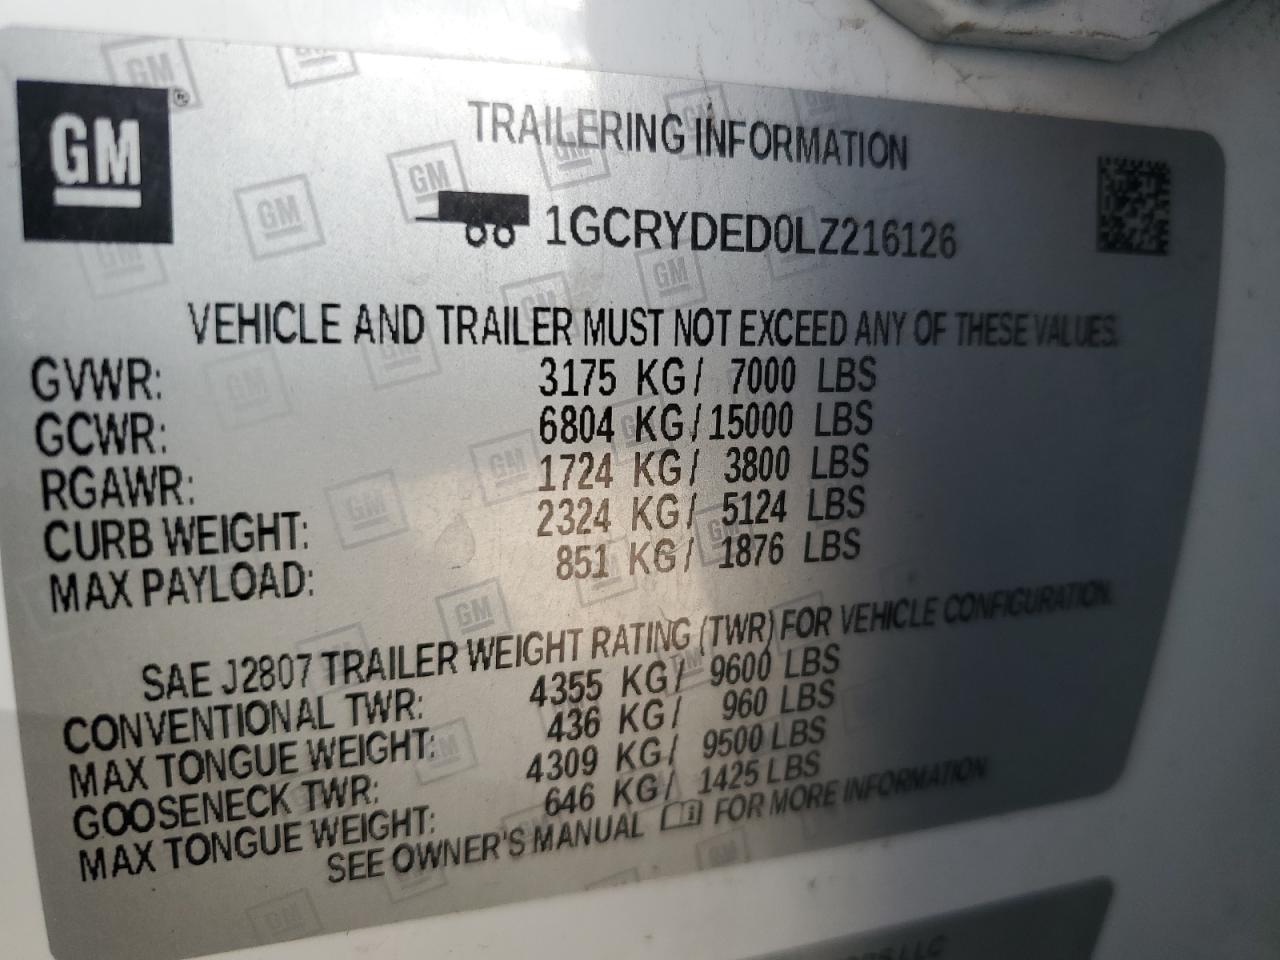 GM ®
TRAILERING INFORMATION
1GCRYDED0LZ216126
VEHICLE AND TRAILER MUST NOT EXCEED ANY OF THESE VALUES.
GVWR: 3175 KG / 7000 LBS
GCWR: 6804 KG / 15000 LBS
RGAWR: 1724 KG / 3800 LBS
CURB WEIGHT: 2324 KG / 5124 LBS
MAX PAYLOAD: 851 KG / 1876 LBS
SAE J2807 TRAILER WEIGHT RATING (TWR) FOR VEHICLE CONFIGURATION.
CONVENTIONAL TWR: 4355 KG / 9600 LBS
MAX TONGUE WEIGHT: 436 KG / 960 LBS
GOOSENECK TWR: 4309 KG / 9500 LBS
MAX TONGUE WEIGHT: 646 KG / 1425 LBS
SEE OWNER'S MANUAL FOR MORE INFORMATION
LLC